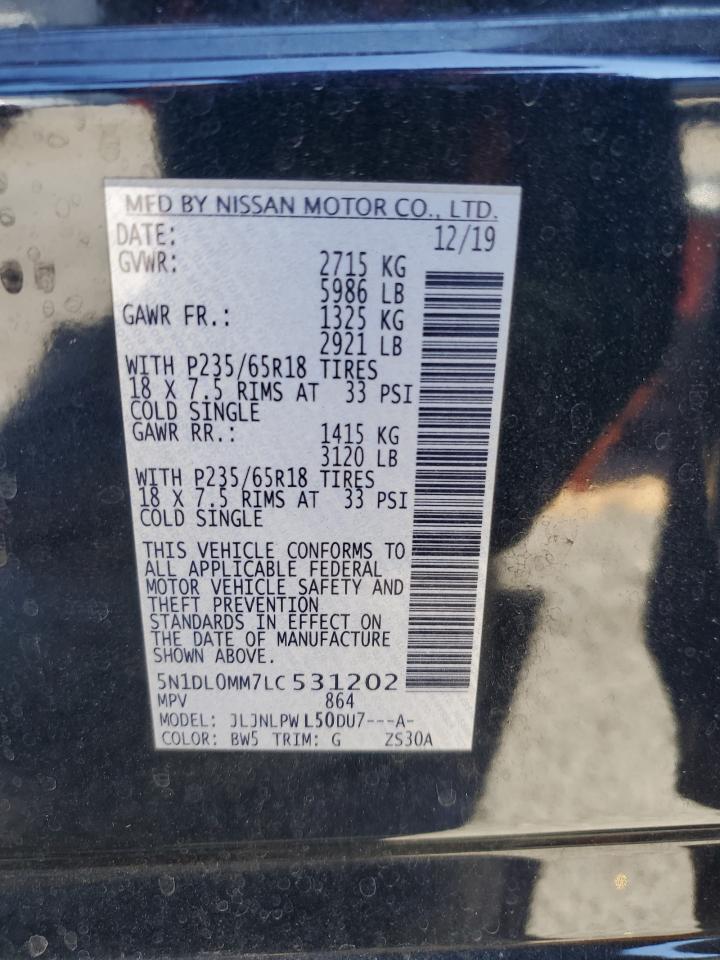 MFD BY NISSAN MOTOR CO., LTD.
DATE: 12/19
GVWR: 2715 KG
5986 LB
GAWR FR.: 1325 KG
2921 LB
WITH P235/65R18 TIRES
18 X 7.5 RIMS AT 33 PSI
COLD SINGLE
GAWR RR.: 1415 KG
3120 LB
WITH P235/65R18 TIRES
18 X 7.5 RIMS AT 33 PSI
COLD SINGLE
THIS VEHICLE CONFORMS TO
ALL APPLICABLE FEDERAL
MOTOR VEHICLE SAFETY AND
THEFT PREVENTION
STANDARDS IN EFFECT ON
THE DATE OF MANUFACTURE
SHOWN ABOVE.
5N1DL0MM7LC531202
MPV 864
MODEL: JLJNLPWL50DU7---A-
COLOR: BW5 TRIM: G ZS30A